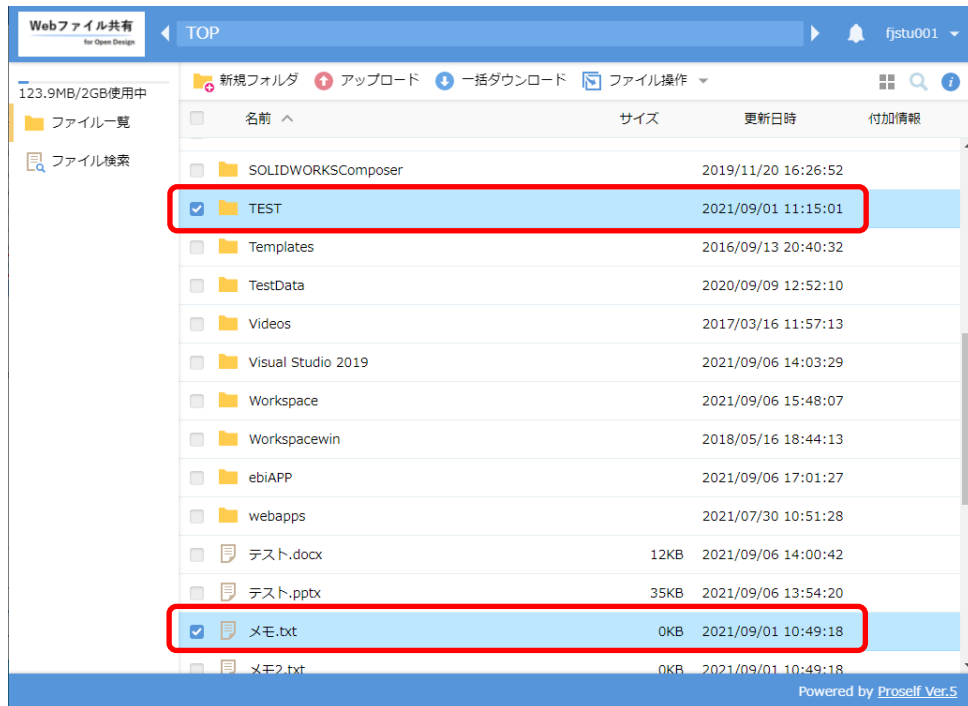 Webファイル共有
for Open Design
TOP
fjstu001
123.9MB/2GB使用中
ファイル一覧
ファイル検索
新規フォルダ アップロード 一括ダウンロード ファイル操作
名前 サイズ 更新日時 付加情報
SOLIDWORKSComposer 2019/11/20 16:26:52
TEST 2021/09/01 11:15:01
Templates 2016/09/13 20:40:32
TestData 2020/09/09 12:52:10
Videos 2017/03/16 11:57:13
Visual Studio 2019 2021/09/06 14:03:29
Workspace 2021/09/06 15:48:07
Workspacewin 2018/05/16 18:44:13
ebiAPP 2021/09/06 17:01:27
webapps 2021/07/30 10:51:28
テスト.docx 12KB 2021/09/06 14:00:42
テスト.pptx 35KB 2021/09/06 13:54:20
メモ.txt 0KB 2021/09/01 10:49:18
メモ2.txt 0KB 2021/09/01 10:49:18
Powered by Proself Ver.5